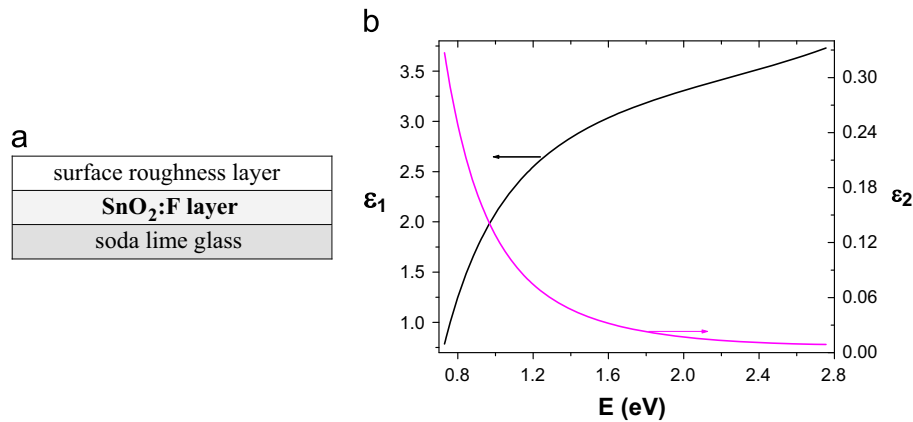 a
surface roughness layer
SnO₂:F layer
soda lime glass
b
ε₁
3.5
3.0
2.5
2.0
1.5
1.0
0.30
0.24
0.18
0.12
0.06
0.00
ε₂
0.8 1.2 1.6 2.0 2.4 2.8
E (eV)